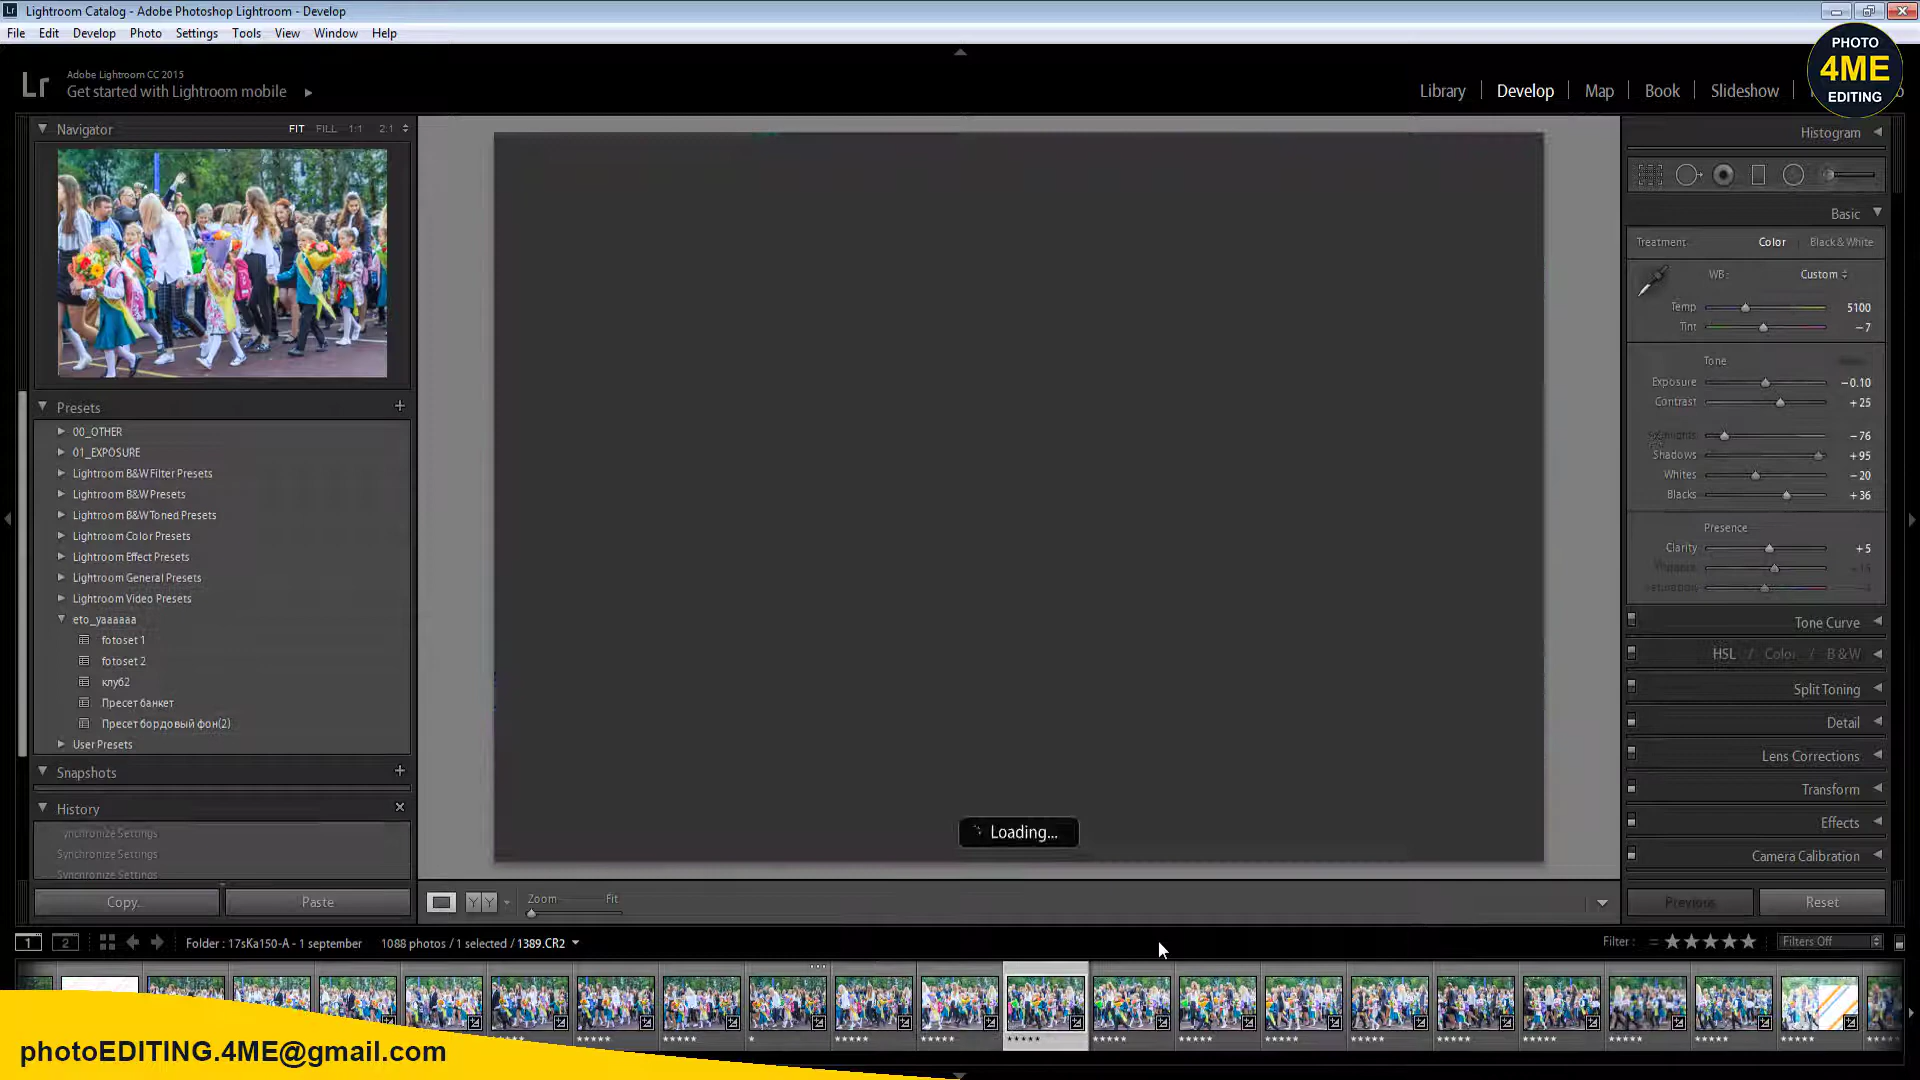 Lightroom Catalog - Adobe Photoshop Lightroom - Develop
File Edit Develop Photo Settings Tools View Window Help
PHOTO
4ME
EDITING
Lr
Adobe Lightroom CC 2015
Get started with Lightroom mobile
Library Develop Map Book Slideshow
Navigator FIT FILL 1:1 2:1
Presets
00_OTHER
01_EXPOSURE
Lightroom B&W Filter Presets
Lightroom B&W Presets
Lightroom B&W Toned Presets
Lightroom Color Presets
Lightroom Effect Presets
Lightroom General Presets
Lightroom Video Presets
eto_yaaaaaa
fotoset 1
fotoset 2
клуб2
Пресет банкет
Пресет бордовый фон(2)
User Presets
Snapshots
History
ynchronize Settings
Synchronize Settings
Synchronize Settings
Copy... Paste
Loading...
Y Y Zoom Fit
Histogram
Basic
Treatment: Color Black & White
WB: Custom
Temp 5100
Tint -7
Tone
Exposure -0.10
Contrast +25
Highlights -76
Shadows +95
Whites -20
Blacks +36
Presence
Clarity +5
Tone Curve
HSL / Color / B & W
Split Toning
Detail
Lens Corrections
Transform
Effects
Camera Calibration
Previous Reset
1 2 Folder : 17sKa150-A - 1 september 1088 photos / 1 selected / 1389.CR2
Filter : Filters Off
photoEDITING.4ME@gmail.com